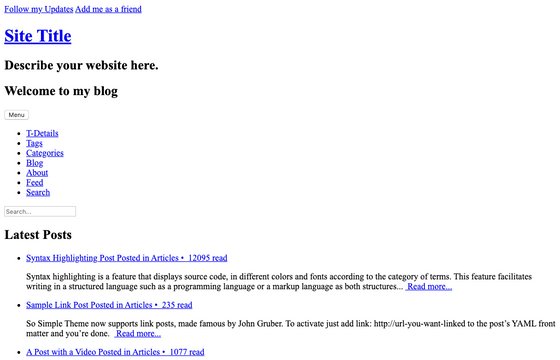 Follow my Updates Add me as a friend
Site Title
Describe your website here.
Welcome to my blog
Menu
T-Details
Tags
Categories
Blog
About
Feed
Search
Search...
Latest Posts
Syntax Highlighting Post Posted in Articles • 12095 read
Syntax highlighting is a feature that displays source code, in different colors and fonts according to the category of terms. This feature facilitates
writing in a structured language such as a programming language or a markup language as both structures... Read more...
Sample Link Post Posted in Articles • 235 read
So Simple Theme now supports link posts, made famous by John Gruber. To activate just add link: http://url-you-want-linked to the post's YAML front
matter and you're done. Read more...
A Post with a Video Posted in Articles • 1077 read